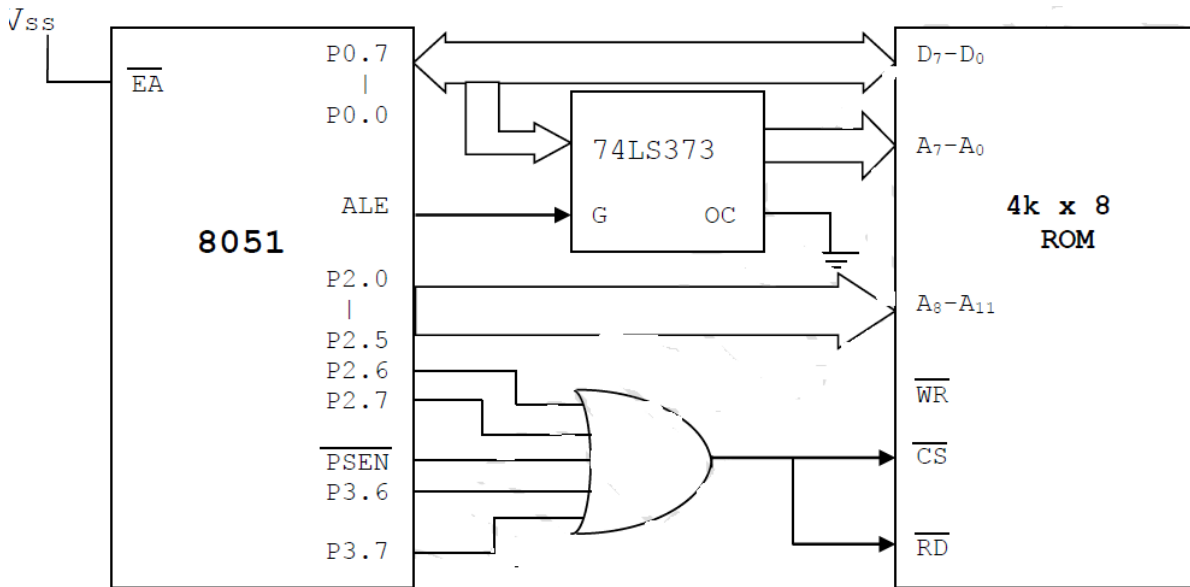 Vss
EA
P0.7
|
P0.0
ALE
8051
P2.0
|
P2.5
P2.6
P2.7
PSEN
P3.6
P3.7
74LS373
G OC
D₇-D₀
A₇-A₀
4k x 8
ROM
A₈-A₁₁
WR
CS
RD